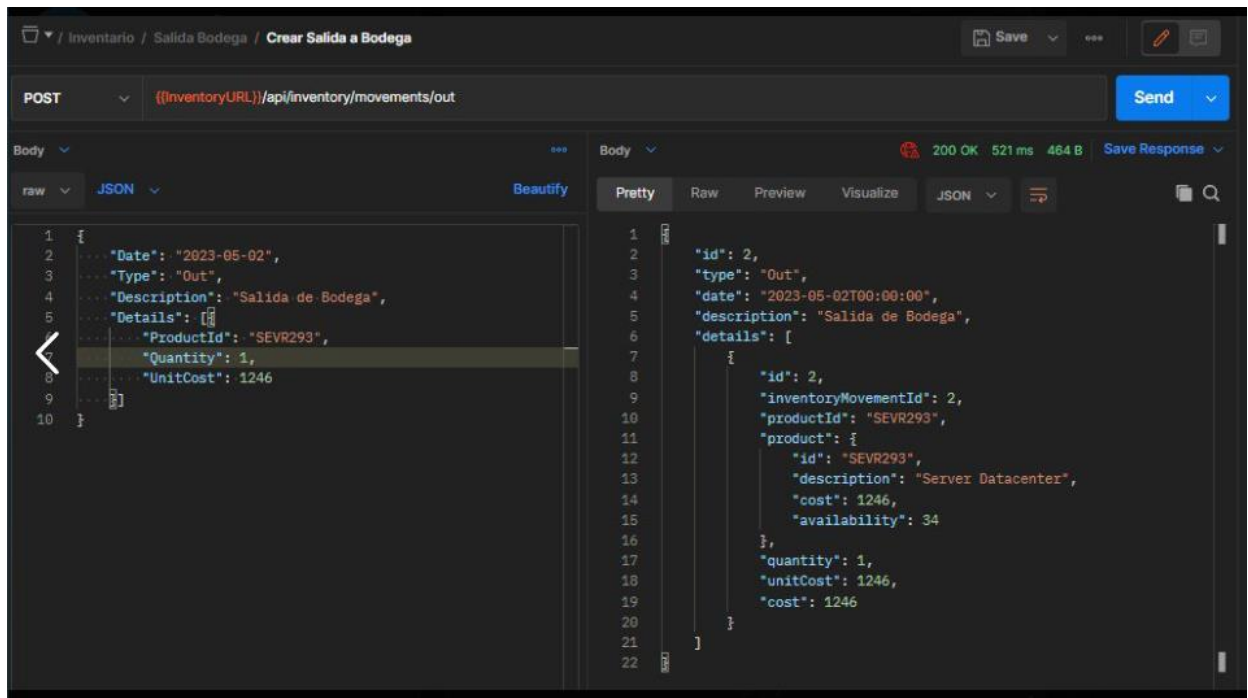 / Inventario / Salida Bodega / Crear Salida a Bodega
Save
POST {{InventoryURL}}/api/inventory/movements/out Send
Body
raw JSON Beautify
1 {
2 "Date": "2023-05-02",
3 "Type": "Out",
4 "Description": "Salida de Bodega",
5 "Details": [{
6 "ProductId": "SEVR293",
7 "Quantity": 1,
8 "UnitCost": 1246
9 }]
10 }
Body 200 OK 521 ms 464 B Save Response
Pretty Raw Preview Visualize JSON
1 {
2 "id": 2,
3 "type": "Out",
4 "date": "2023-05-02T00:00:00",
5 "description": "Salida de Bodega",
6 "details": [
7 {
8 "id": 2,
9 "inventoryMovementId": 2,
10 "productId": "SEVR293",
11 "product": {
12 "id": "SEVR293",
13 "description": "Server Datacenter",
14 "cost": 1246,
15 "availability": 34
16 },
17 "quantity": 1,
18 "unitCost": 1246,
19 "cost": 1246
20 }
21 ]
22 }